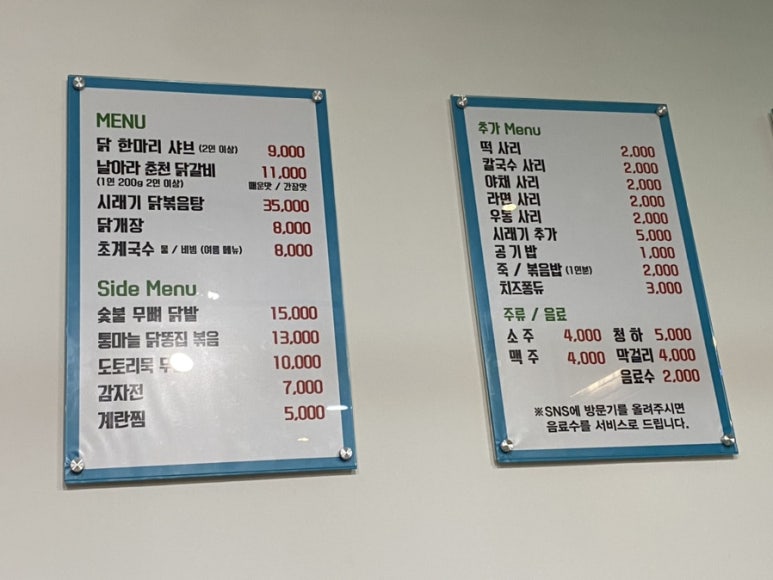 MENU
닭 한마리 샤브 (2인 이상) 9,000
날아라 춘천 닭갈비 11,000
(1인 200g 2인 이상) 매운맛 / 간장맛
시래기 닭볶음탕 35,000
닭개장 8,000
초계국수 물 / 비빔 (여름 메뉴) 8,000
Side Menu
숯불 무뼈 닭발 15,000
통마늘 닭똥집 볶음 13,000
도토리묵 10,000
감자전 7,000
계란찜 5,000
추가 Menu
떡 사리 2,000
칼국수 사리 2,000
야채 사리 2,000
라면 사리 2,000
우동 사리 2,000
시래기 추가 5,000
공기밥 1,000
죽 / 볶음밥 (1인분) 2,000
치즈퐁듀 3,000
주류 / 음료
소주 4,000 청하 5,000
맥주 4,000 막걸리 4,000
음료수 2,000
※SNS에 방문기를 올려주시면
음료수를 서비스로 드립니다.